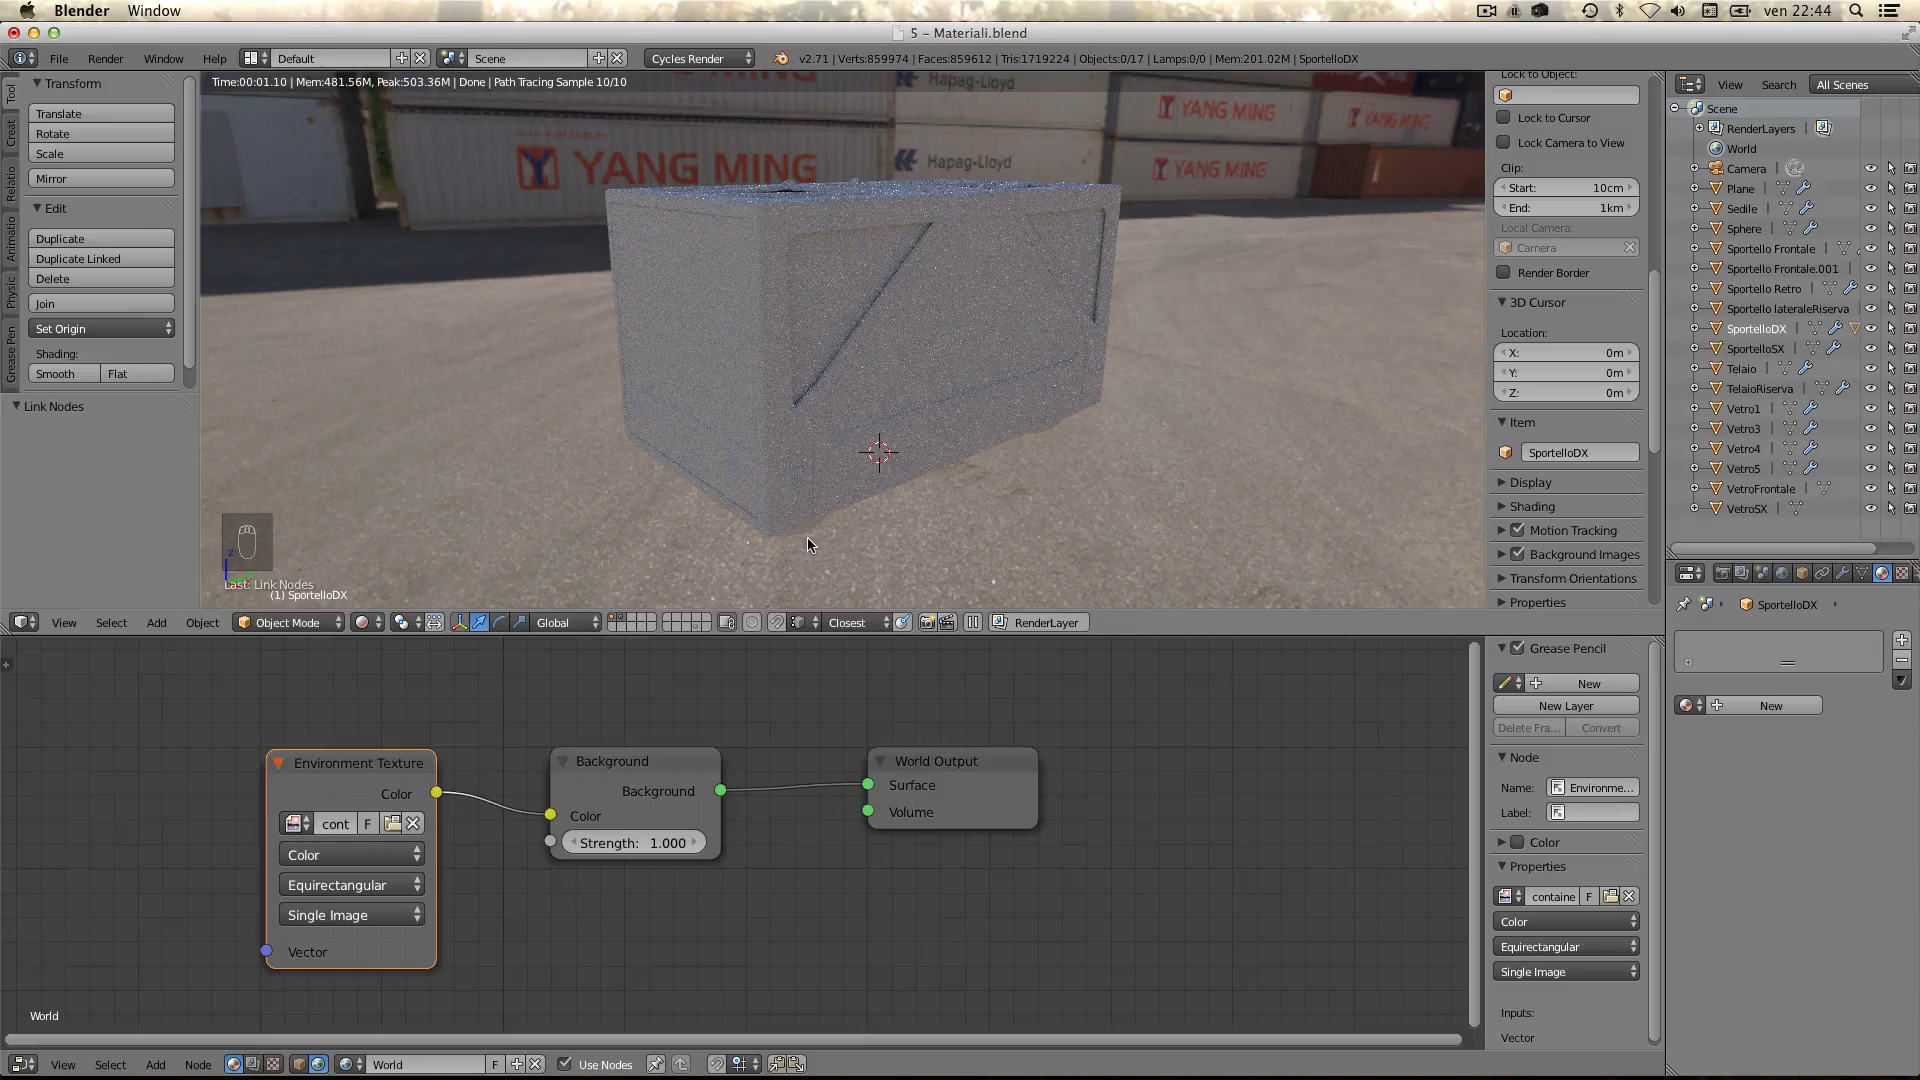 Blender Window
ven 22:44
5 - Materiali.blend
File Render Window Help Default Scene Cycles Render v2.71 | Verts:859974 | Faces:859612 | Tris:1719224 | Objects:0/17 | Lamps:0/0 | Mem:201.02M | SportelloDX
Time:00:01.10 | Mem:481.56M, Peak:503.36M | Done | Path Tracing Sample 10/10
Tool
Creat
Relatio
Animatio
Physic
Grease Pen
Transform
Translate
Rotate
Scale
Mirror
Edit
Duplicate
Duplicate Linked
Delete
Join
Set Origin
Shading:
Smooth Flat
Link Nodes
Hapag-Lloyd
YANG MING
YANG MING
YANG MING
Hapag-Lloyd
YANG MING
Last: Link Nodes
(1) SportelloDX
z
Lock to Object:
Lock to Cursor
Lock Camera to View
Clip:
Start: 10cm
End: 1km
Local Camera:
Camera
Render Border
3D Cursor
Location:
X: 0m
Y: 0m
Z: 0m
Item
SportelloDX
Display
Shading
Motion Tracking
Background Images
Transform Orientations
Properties
View Search All Scenes
Scene
RenderLayers
World
Camera
Plane
Sedile
Sphere
Sportello Frontale
Sportello Frontale.001
Sportello Retro
Sportello lateraleRiserva
SportelloDX
SportelloSX
Telaio
TelaioRiserva
Vetro1
Vetro3
Vetro4
Vetro5
VetroFrontale
VetroSX
SportelloDX
New
View Select Add Object Object Mode Global Closest RenderLayer
Environment Texture
Color
cont F
Color
Equirectangular
Single Image
Vector
Background
Background
Color
Strength: 1.000
World Output
Surface
Volume
World
Grease Pencil
New
New Layer
Delete Fra... Convert
Node
Name: Environme...
Label:
Color
Properties
containe F
Color
Equirectangular
Single Image
Inputs:
Vector
View Select Add Node World F Use Nodes